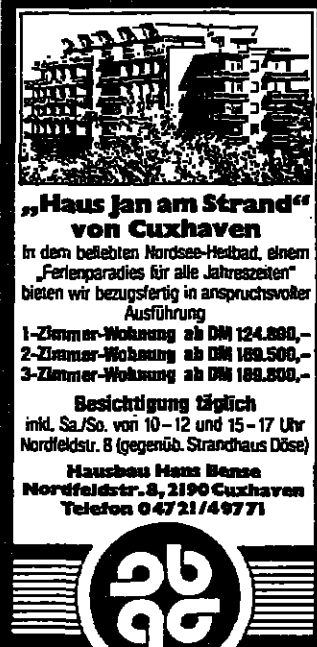 „Haus Jan am Strand“
von Cuxhaven
In dem beliebten Nordsee-Heilbad, einem
„Ferienparadies für alle Jahreszeiten“
bieten wir bezugsfertig in anspruchsvoller
Ausführung
1-Zimmer-Wohnung ab DM 124.800,–
2-Zimmer-Wohnung ab DM 169.500,–
3-Zimmer-Wohnung ab DM 189.800,–
Besichtigung täglich
inkl. Sa./So. von 10–12 und 15–17 Uhr
Nordfeldstr. 8 (gegenüb. Strandhaus Döse)
Hausbau Hans Bense
Nordfeldstr. 8, 2190 Cuxhaven
Telefon 04721/49771